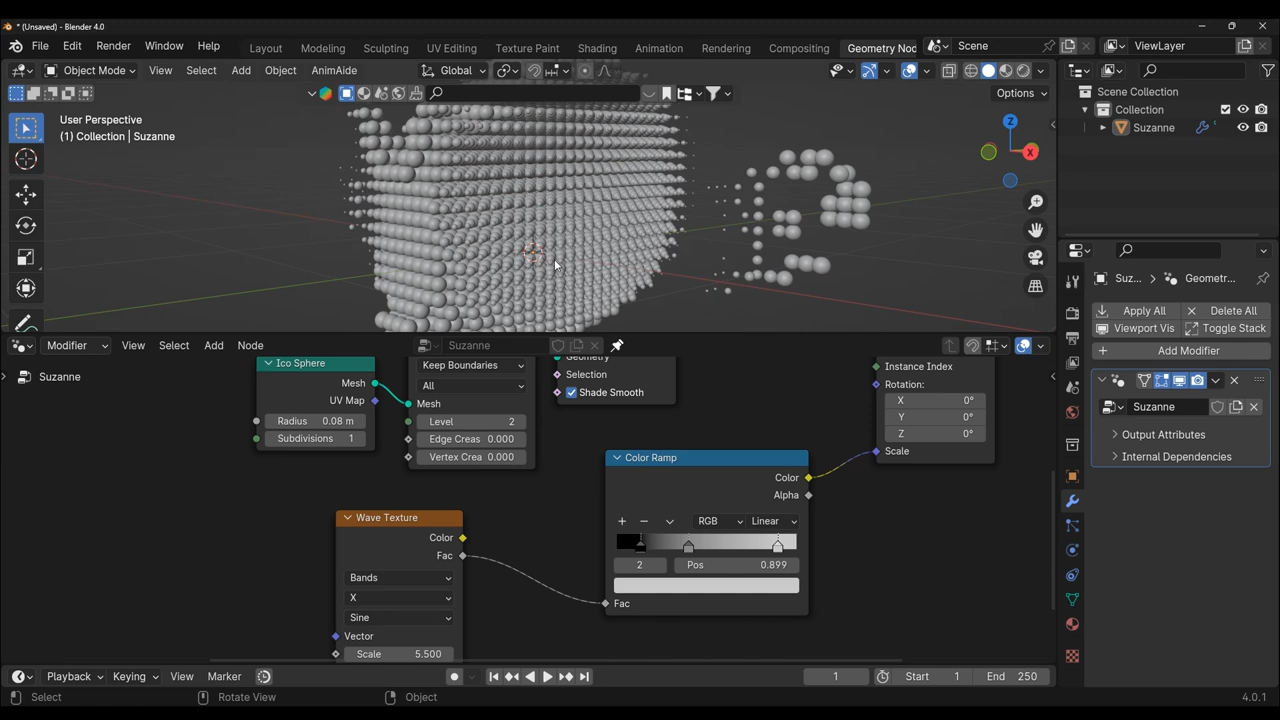 * (Unsaved) - Blender 4.0
File Edit Render Window Help Layout Modeling Sculpting UV Editing Texture Paint Shading Animation Rendering Compositing Geometry Nod Scene ViewLayer
Object Mode View Select Add Object AnimAide Global
Options
User Perspective
(1) Collection | Suzanne
Z
X
Scene Collection
Collection
Suzanne
Modifier View Select Add Node Suzanne
Suzanne
Ico Sphere
Mesh
UV Map
Radius 0.08 m
Subdivisions 1
Keep Boundaries
All
Mesh
Level 2
Edge Creas 0.000
Vertex Crea 0.000
Geometry
Selection
Shade Smooth
Instance Index
Rotation:
X 0°
Y 0°
Z 0°
Scale
Color Ramp
Color
Alpha
RGB Linear
2 Pos 0.899
Fac
Wave Texture
Color
Fac
Bands
X
Sine
Vector
Scale 5.500
Suz... Geometr...
Apply All Delete All
Viewport Vis Toggle Stack
Add Modifier
Suzanne
Output Attributes
Internal Dependencies
Playback Keying View Marker 1 Start 1 End 250
Select Rotate View Object 4.0.1